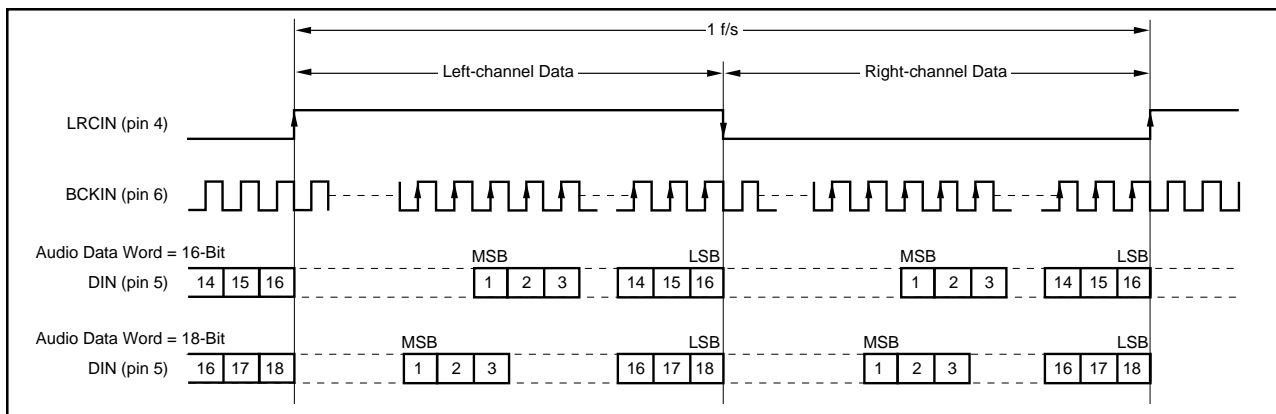 1 f/s
Left-channel Data
Right-channel Data
LRCIN (pin 4)
BCKIN (pin 6)
Audio Data Word = 16-Bit
MSB LSB MSB LSB
DIN (pin 5) 14 15 16 1 2 3 14 15 16 1 2 3 14 15 16
Audio Data Word = 18-Bit
MSB LSB MSB LSB
DIN (pin 5) 16 17 18 1 2 3 16 17 18 1 2 3 16 17 18